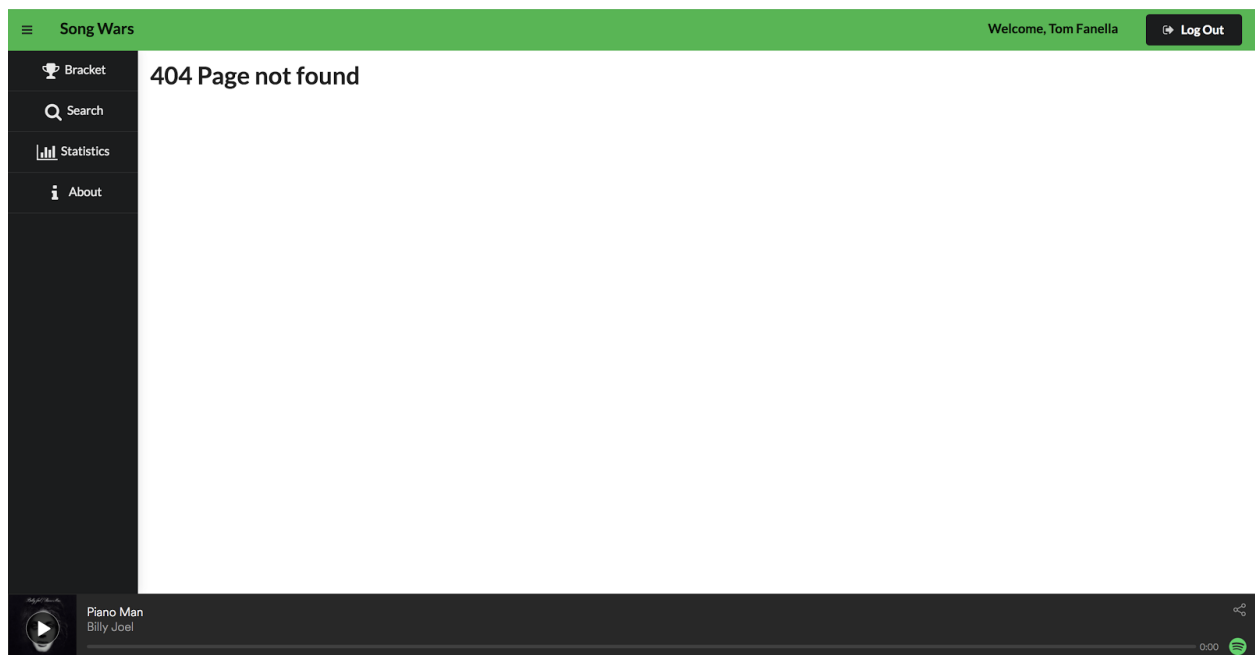 Song Wars
Welcome, Tom Fanella
Log Out
Bracket
Search
Statistics
About
404 Page not found
Piano Man
Billy Joel
0:00